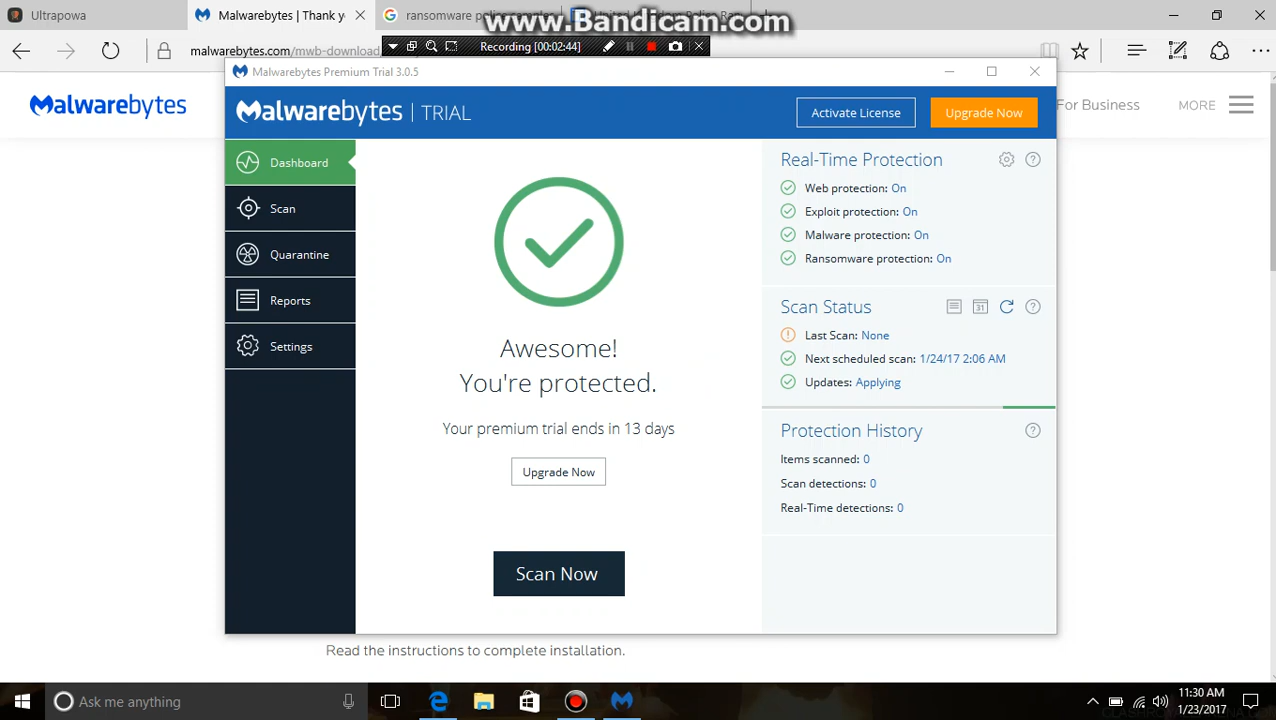 Ultrapowa
Malwarebytes | Thank y
ransomware police
www.Bandicam.com
malwarebytes.com/mwb-download
Recording [00:02:44]
Malwarebytes Premium Trial 3.0.5
Malwarebytes
For Business
MORE
Malwarebytes | TRIAL
Activate License
Upgrade Now
Dashboard
Scan
Quarantine
Reports
Settings
Awesome!
You're protected.
Your premium trial ends in 13 days
Upgrade Now
Scan Now
Real-Time Protection
Web protection: On
Exploit protection: On
Malware protection: On
Ransomware protection: On
Scan Status
31
Last Scan: None
Next scheduled scan: 1/24/17 2:06 AM
Updates: Applying
Protection History
Items scanned: 0
Scan detections: 0
Real-Time detections: 0
Read the instructions to complete installation.
Ask me anything
11:30 AM
1/23/2017